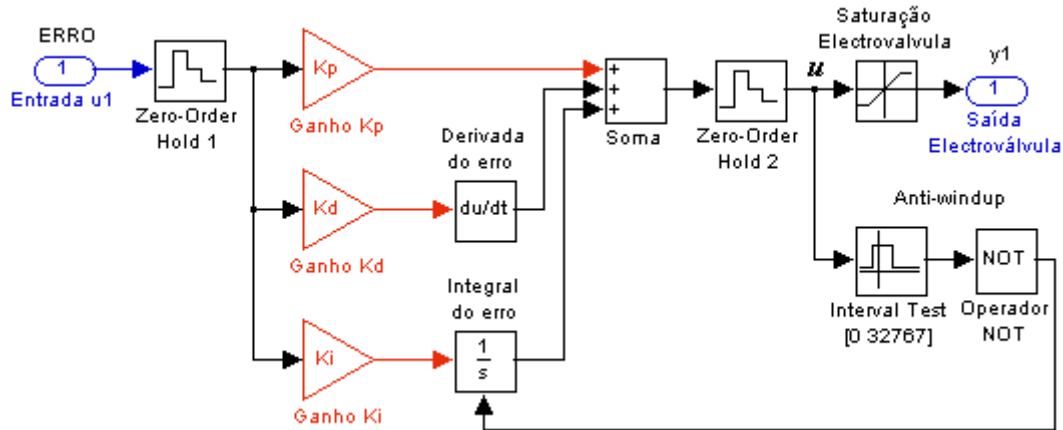 ERRO
1
Entrada u1
Zero-Order
Hold 1
Kp
Ganho Kp
Kd
Ganho Kd
Ki
Ganho Ki
Derivada
do erro
du/dt
Integral
do erro
1
s
+
+
+
Soma
Zero-Order
Hold 2
u
Saturação
Electrovalvula
y1
1
Saída
Electroválvula
Anti-windup
Interval Test
[0 32767]
NOT
Operador
NOT